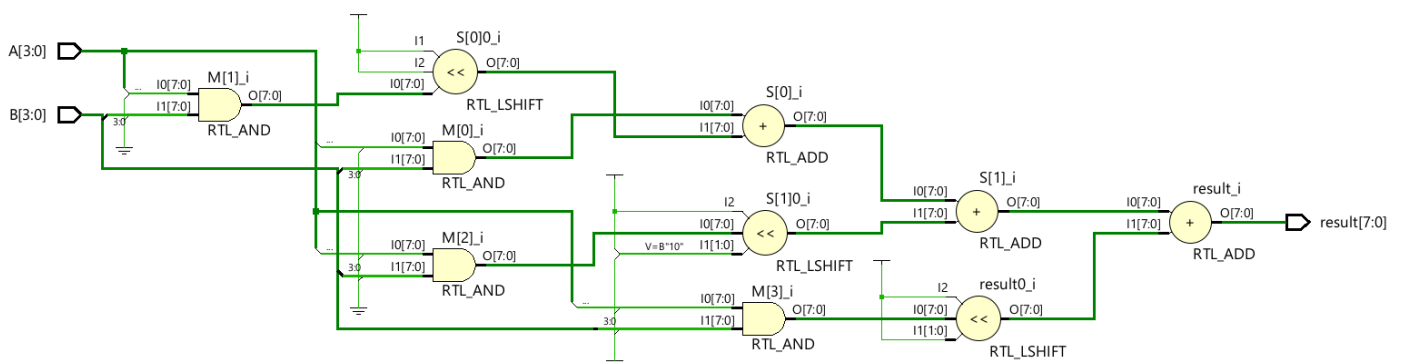 A[3:0]
B[3:0]
...
3:0
M[1]_i
I0[7:0]
I1[7:0]
O[7:0]
RTL_AND
S[0]0_i
I1
I2
I0[7:0]
<<
O[7:0]
RTL_LSHIFT
...
3:0
M[0]_i
I0[7:0]
I1[7:0]
O[7:0]
RTL_AND
...
3:0
M[2]_i
I0[7:0]
I1[7:0]
O[7:0]
RTL_AND
S[0]_i
I0[7:0]
I1[7:0]
+
O[7:0]
RTL_ADD
S[1]0_i
I2
I0[7:0]
V=B"10"
I1[1:0]
<<
O[7:0]
RTL_LSHIFT
...
3:0
M[3]_i
I0[7:0]
I1[7:0]
O[7:0]
RTL_AND
S[1]_i
I0[7:0]
I1[7:0]
+
O[7:0]
RTL_ADD
result0_i
I2
I0[7:0]
I1[1:0]
<<
O[7:0]
RTL_LSHIFT
result_i
I0[7:0]
I1[7:0]
+
O[7:0]
RTL_ADD
result[7:0]